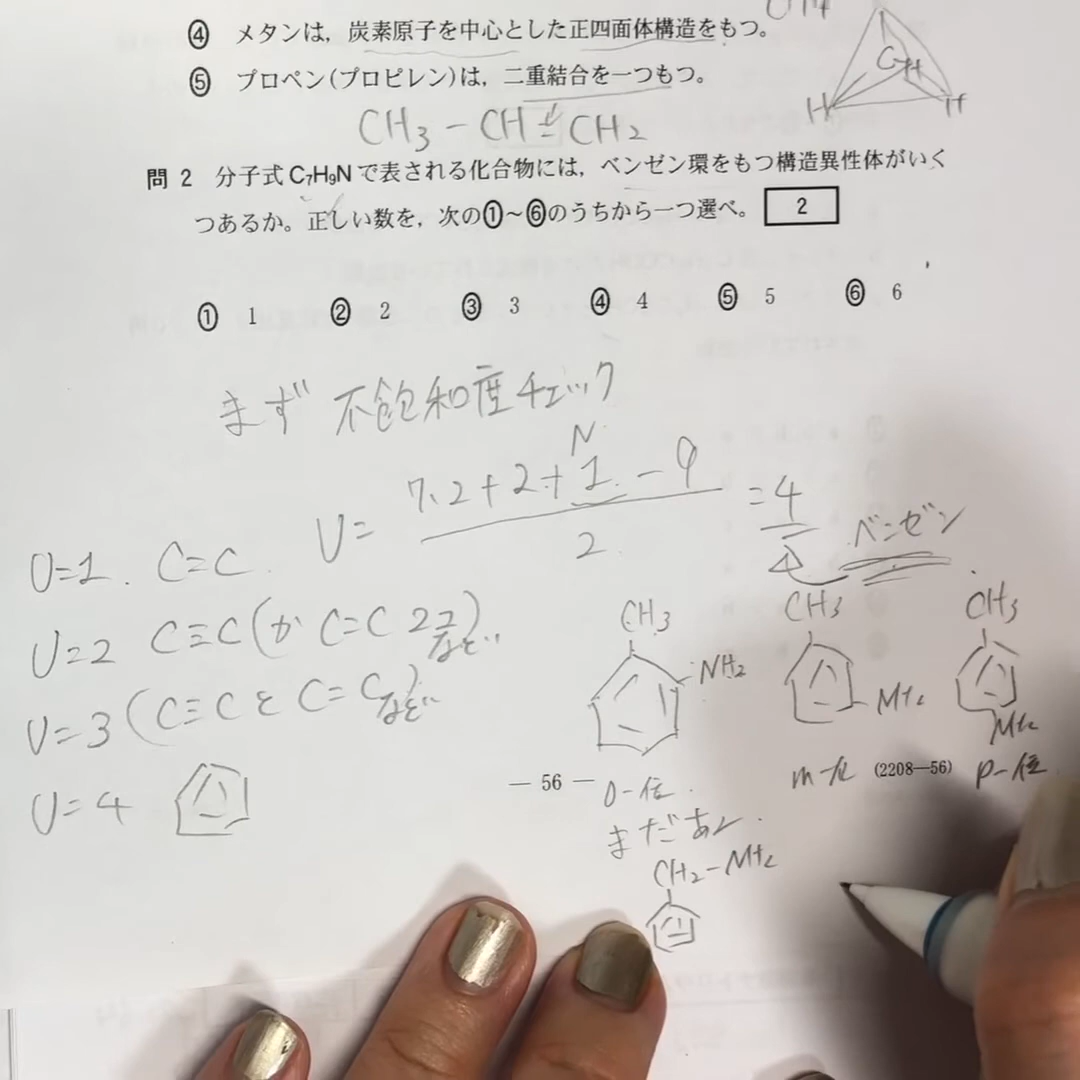 ④ メタンは，炭素原子を中心とした正四面体構造をもつ。
C
H
H
H
⑤ プロペン(プロピレン)は，二重結合を一つもつ。
CH3 - CH = CH2
問 2 分子式 C7H9N で表される化合物には，ベンゼン環をもつ構造異性体がいく
つあるか。正しい数を，次の①～⑥のうちから一つ選べ。 2
① 1 ② 2 ③ 3 ④ 4 ⑤ 5 ⑥ 6
まず 不飽和度チェック
N
U = 7・2+2+1-9 / 2 = 4
ベンゼン
U=1. C=C
U=2 C≡C(か C=C 2コなど)
U=3 (C≡C と C=Cなど)
U=4
CH3
NH2
o-位
CH3
NH2
m-位
CH3
NH2
p-位
― 56 ―
(2208―56)
まだある
CH2-NH2